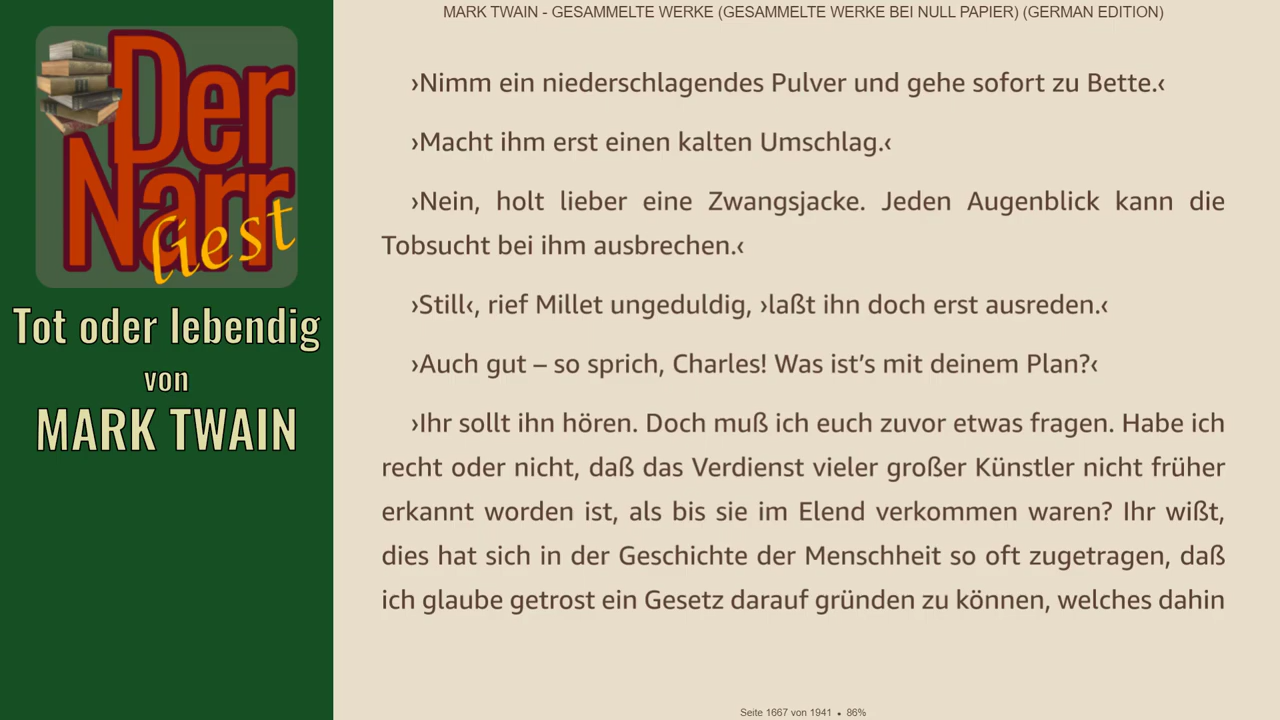 Der
Narr
liest
Tot oder lebendig
von
MARK TWAIN
MARK TWAIN - GESAMMELTE WERKE (GESAMMELTE WERKE BEI NULL PAPIER) (GERMAN EDITION)
›Nimm ein niederschlagendes Pulver und gehe sofort zu Bette.‹
›Macht ihm erst einen kalten Umschlag.‹
›Nein, holt lieber eine Zwangsjacke. Jeden Augenblick kann die
Tobsucht bei ihm ausbrechen.‹
›Still‹, rief Millet ungeduldig, ›laßt ihn doch erst ausreden.‹
›Auch gut – so sprich, Charles! Was ist’s mit deinem Plan?‹
›Ihr sollt ihn hören. Doch muß ich euch zuvor etwas fragen. Habe ich
recht oder nicht, daß das Verdienst vieler großer Künstler nicht früher
erkannt worden ist, als bis sie im Elend verkommen waren? Ihr wißt,
dies hat sich in der Geschichte der Menschheit so oft zugetragen, daß
ich glaube getrost ein Gesetz darauf gründen zu können, welches dahin
Seite 1667 von 1941 • 86%